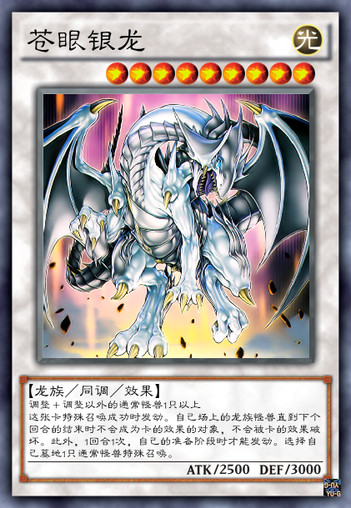 苍眼银龙
光
【龙族／同调／效果】
调整＋调整以外的通常怪兽1只以上
这张卡特殊召唤成功时发动。自己场上的龙族怪兽直到下个
回合的结束时不会成为卡的效果的对象，不会被卡的效果破
坏。此外，1回合1次，自己的准备阶段时才能发动。选择自
己墓地1只通常怪兽特殊召唤。
ATK/2500 DEF/3000